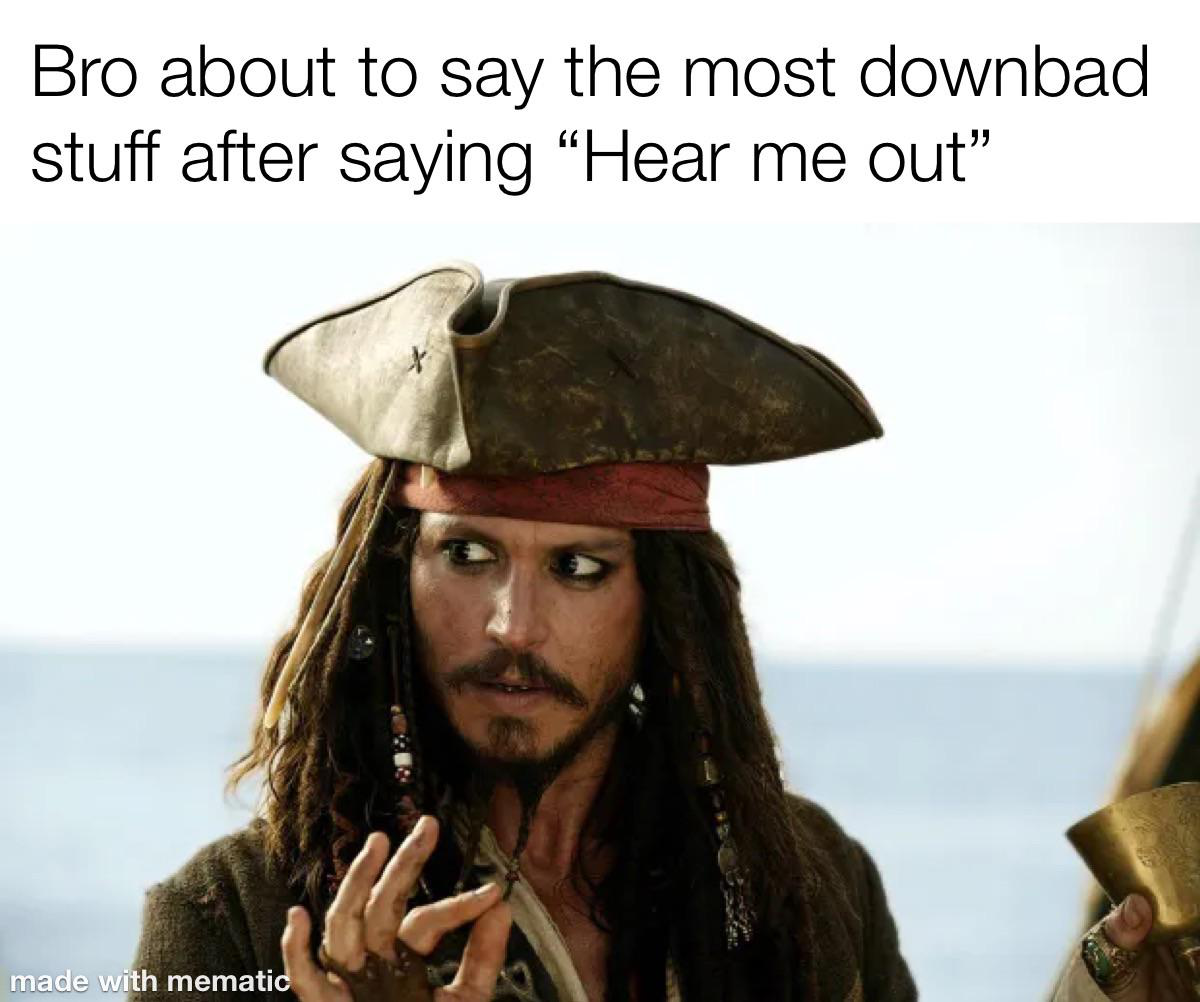 Bro about to say the most downbad
stuff after saying “Hear me out”
made with mematic